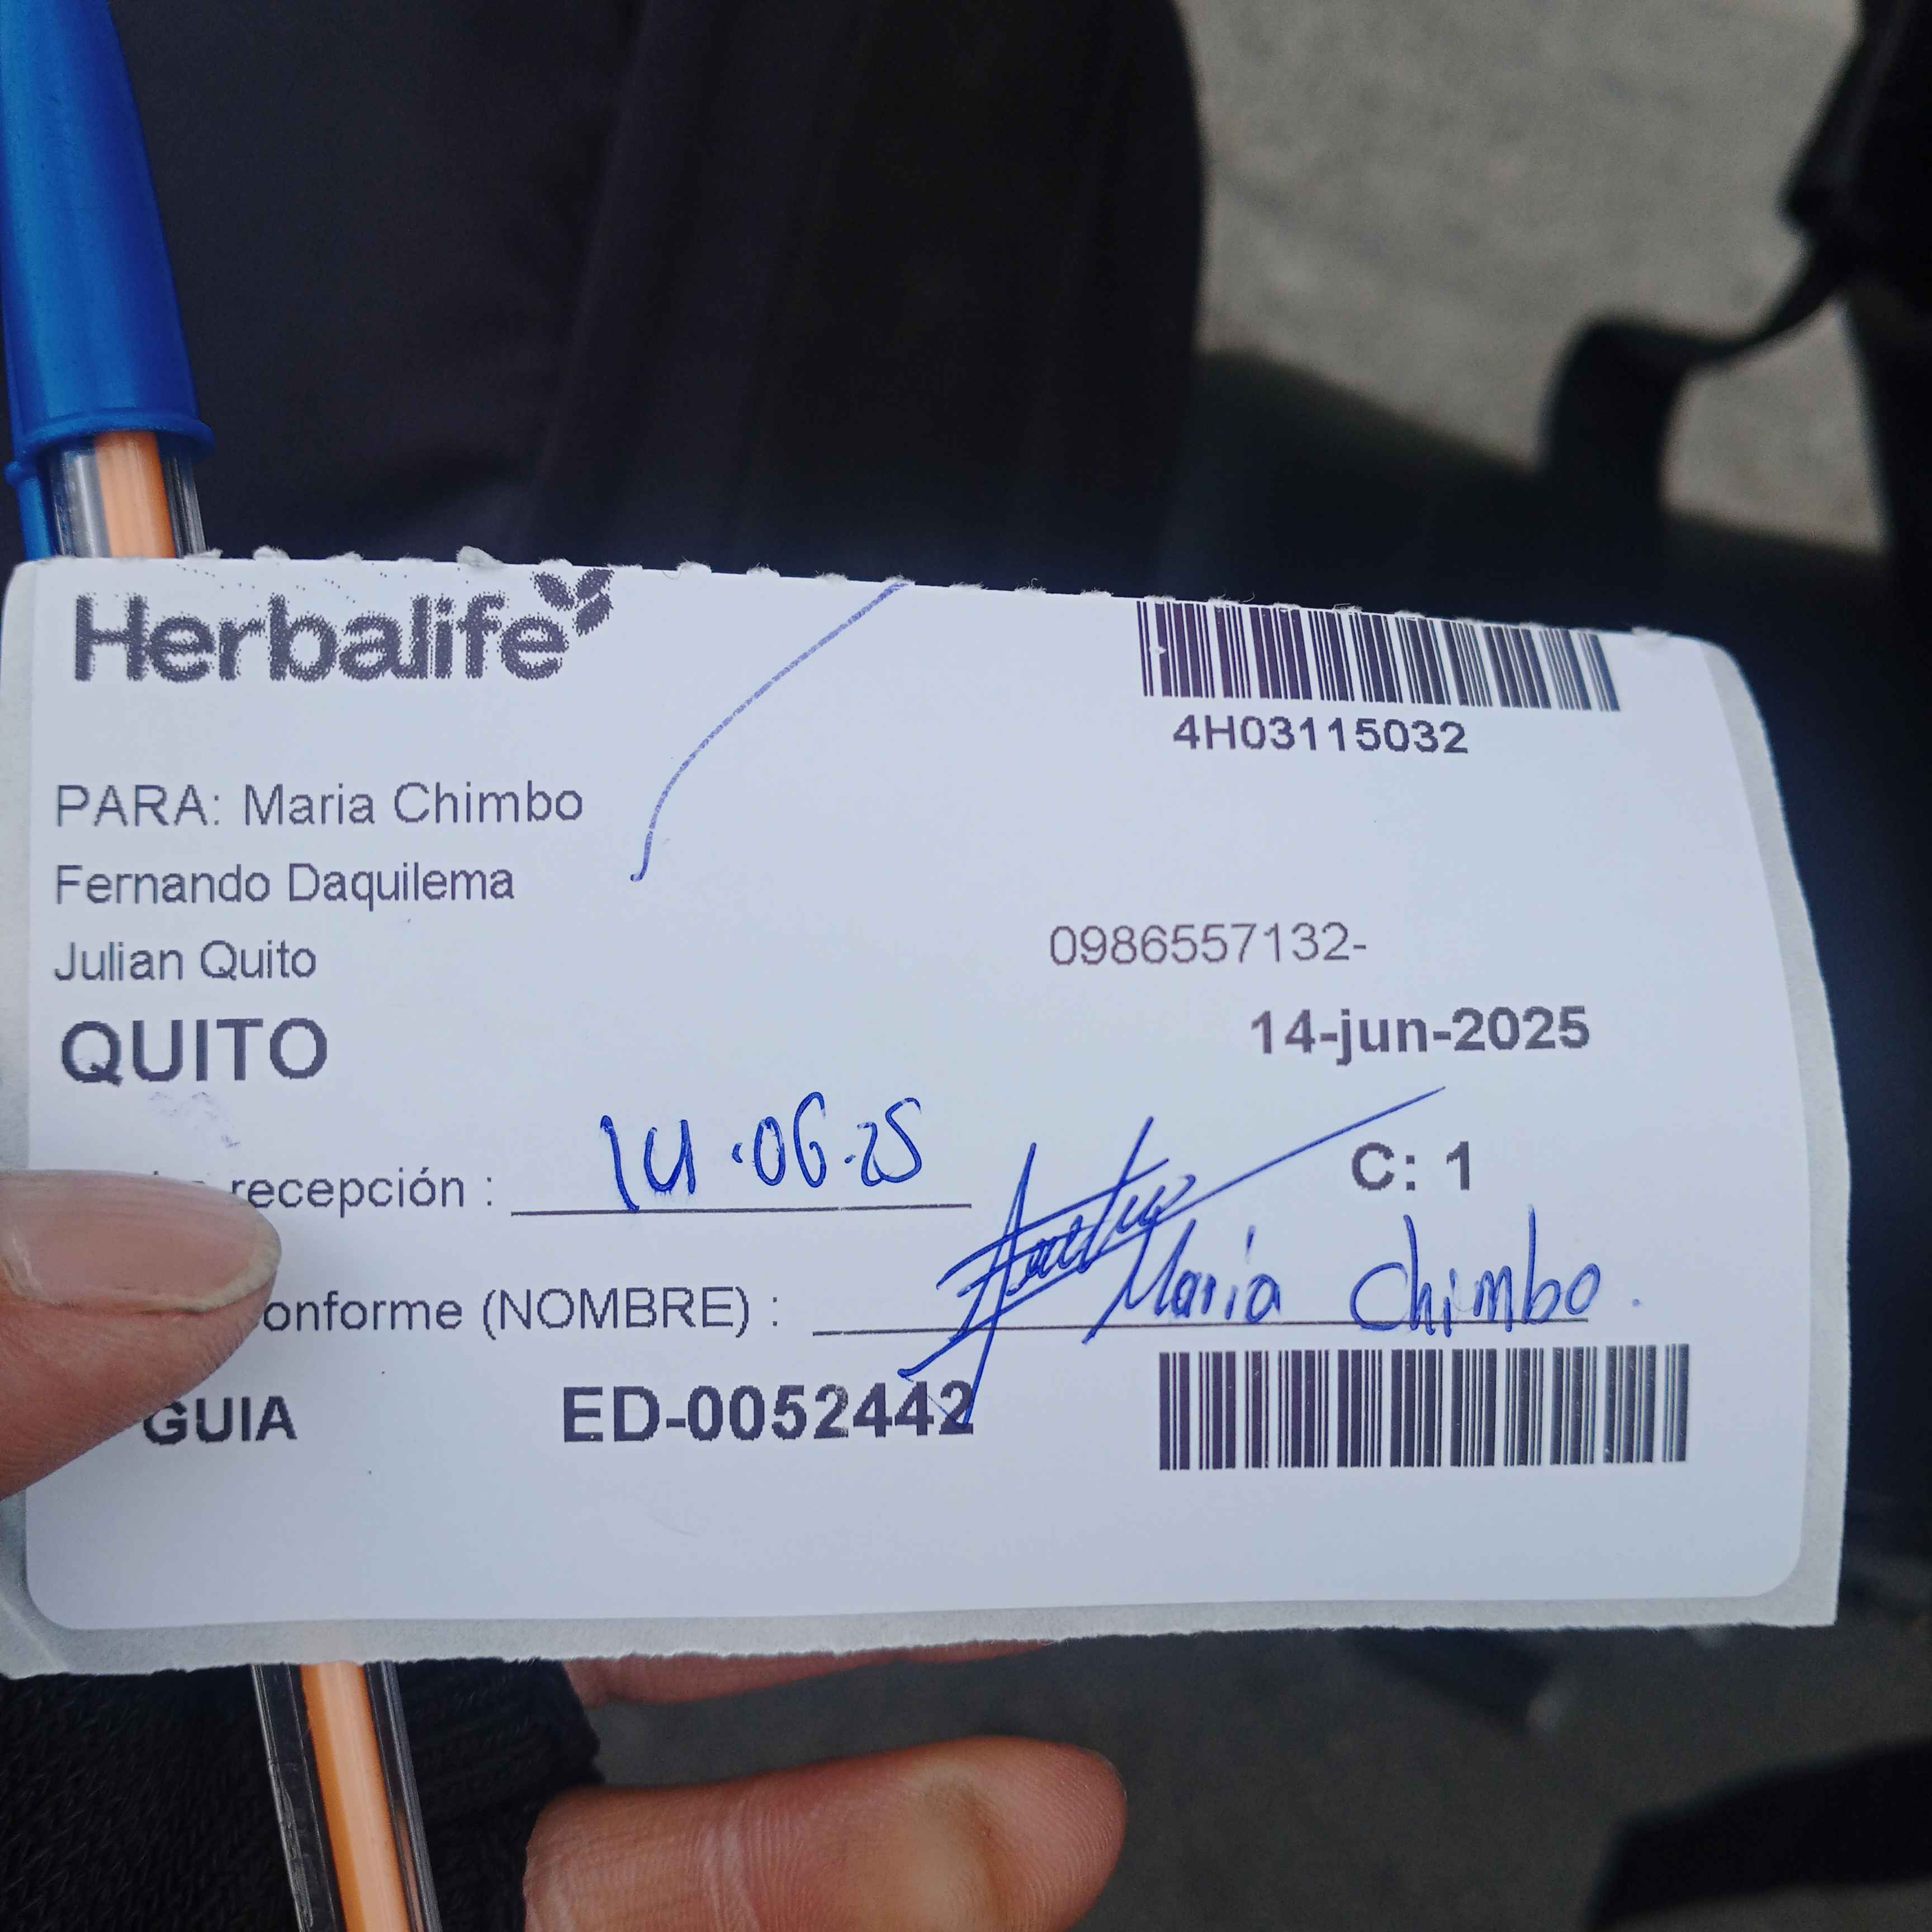 Herbalife
4H03115032
PARA: Maria Chimbo
Fernando Daquilema
Julian Quito
0986557132-
QUITO
14-jun-2025
recepción : 14.06.25
C: 1
onforme (NOMBRE) : Maria Chimbo.
GUIA ED-0052442